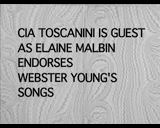 CIA TOSCANINI IS GUEST
AS ELAINE MALBIN
ENDORSES
WEBSTER YOUNG'S
SONGS